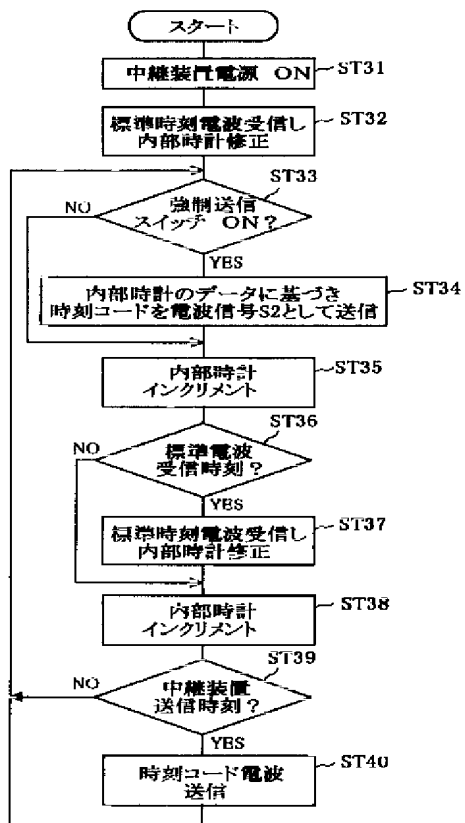 スタート
中継装置電源 ON
ST31
標準時刻電波受信し
内部時計修正
ST32
ST33
強制送信
スイッチ ON?
NO
YES
内部時計のデータに基づき
時刻コードを電波信号S2として送信
ST34
内部時計
インクリメント
ST35
ST36
標準電波
受信時刻?
NO
YES
標準時刻電波受信し
内部時計修正
ST37
内部時計
インクリメント
ST38
ST39
中継装置
送信時刻?
NO
YES
時刻コード電波
送信
ST40